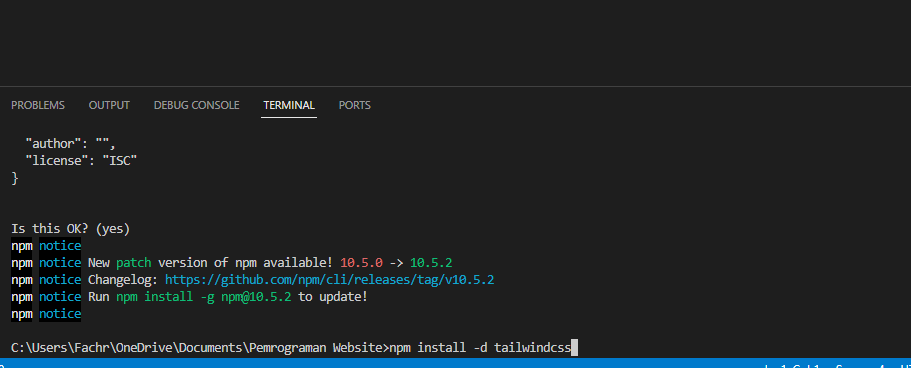 PROBLEMS OUTPUT DEBUG CONSOLE TERMINAL PORTS
"author": "",
"license": "ISC"
}
Is this OK? (yes)
npm notice
npm notice New patch version of npm available! 10.5.0 -> 10.5.2
npm notice Changelog: https://github.com/npm/cli/releases/tag/v10.5.2
npm notice Run npm install -g npm@10.5.2 to update!
npm notice
C:\Users\Fachr\OneDrive\Documents\Pemrograman Website>npm install -d tailwindcss